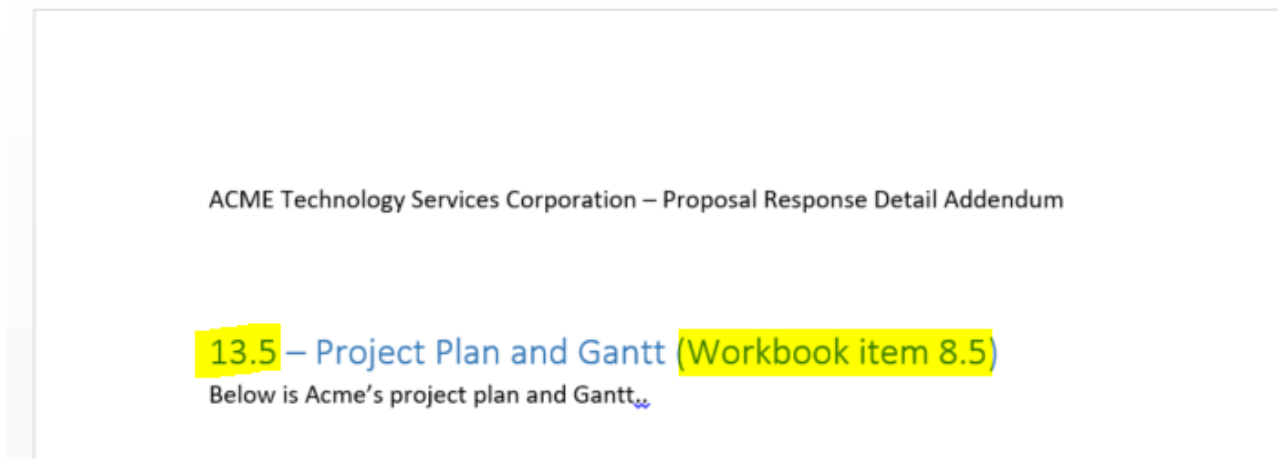 ACME Technology Services Corporation – Proposal Response Detail Addendum
13.5 – Project Plan and Gantt (Workbook item 8.5)
Below is Acme’s project plan and Gantt..